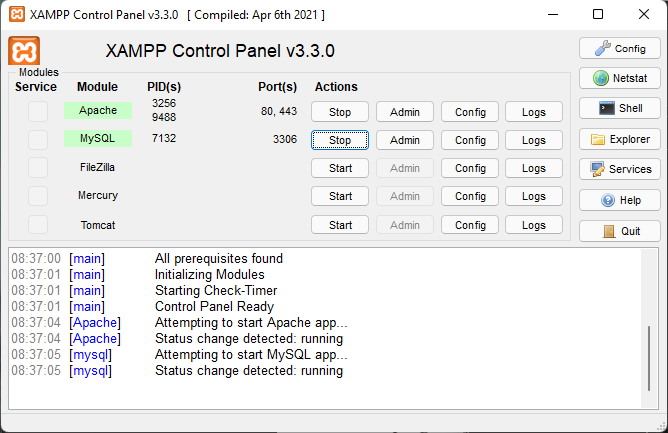 XAMPP Control Panel v3.3.0 [ Compiled: Apr 6th 2021 ]
XAMPP Control Panel v3.3.0
Config
Modules
Service Module PID(s) Port(s) Actions
Netstat
Apache 3256 9488 80, 443 Stop Admin Config Logs
Shell
MySQL 7132 3306 Stop Admin Config Logs
Explorer
FileZilla Start Admin Config Logs
Services
Mercury Start Admin Config Logs
Help
Tomcat Start Admin Config Logs
Quit
08:37:00 [main] All prerequisites found
08:37:01 [main] Initializing Modules
08:37:01 [main] Starting Check-Timer
08:37:01 [main] Control Panel Ready
08:37:04 [Apache] Attempting to start Apache app...
08:37:04 [Apache] Status change detected: running
08:37:05 [mysql] Attempting to start MySQL app...
08:37:05 [mysql] Status change detected: running